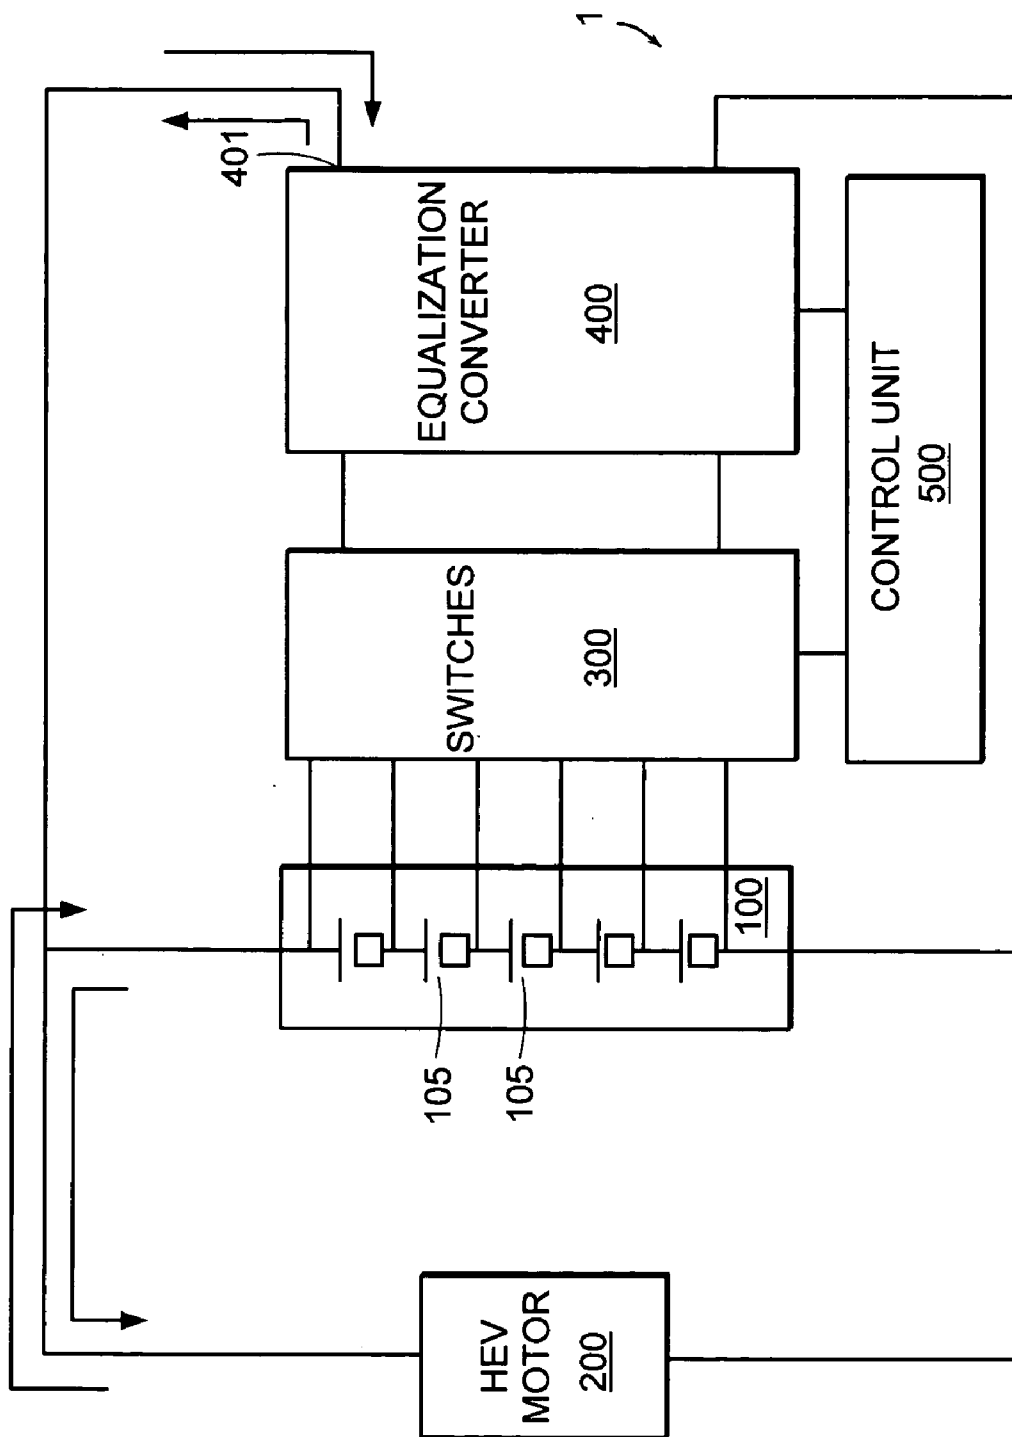 1
401
EQUALIZATION
CONVERTER
400
SWITCHES
300
CONTROL UNIT
500
100
105
105
HEV
MOTOR
200